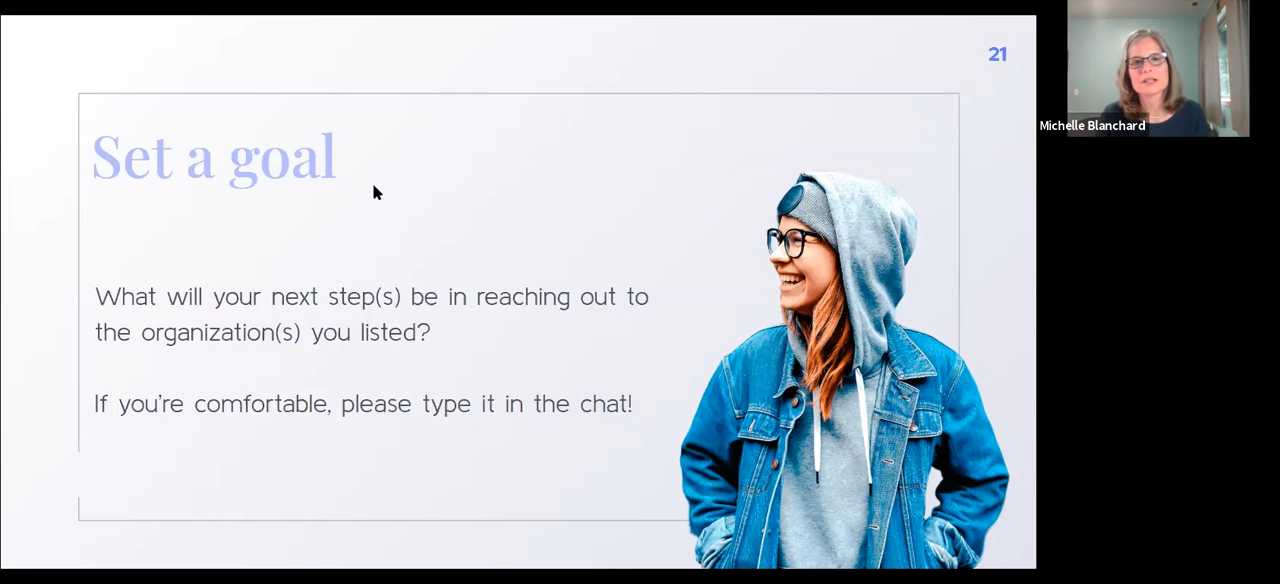 21
Set a goal
What will your next step(s) be in reaching out to
the organization(s) you listed?
If you're comfortable, please type it in the chat!
Michelle Blanchard